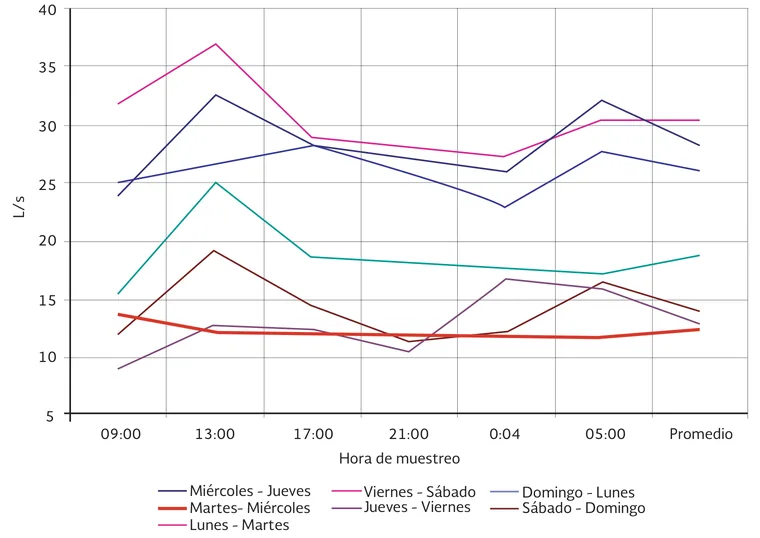 40
35
30
25
20
15
10
5
L/s
09:00 13:00 17:00 21:00 0:04 05:00 Promedio
Hora de muestreo
Miércoles - Jueves Viernes - Sábado Domingo - Lunes
Martes- Miércoles Jueves - Viernes Sábado - Domingo
Lunes - Martes